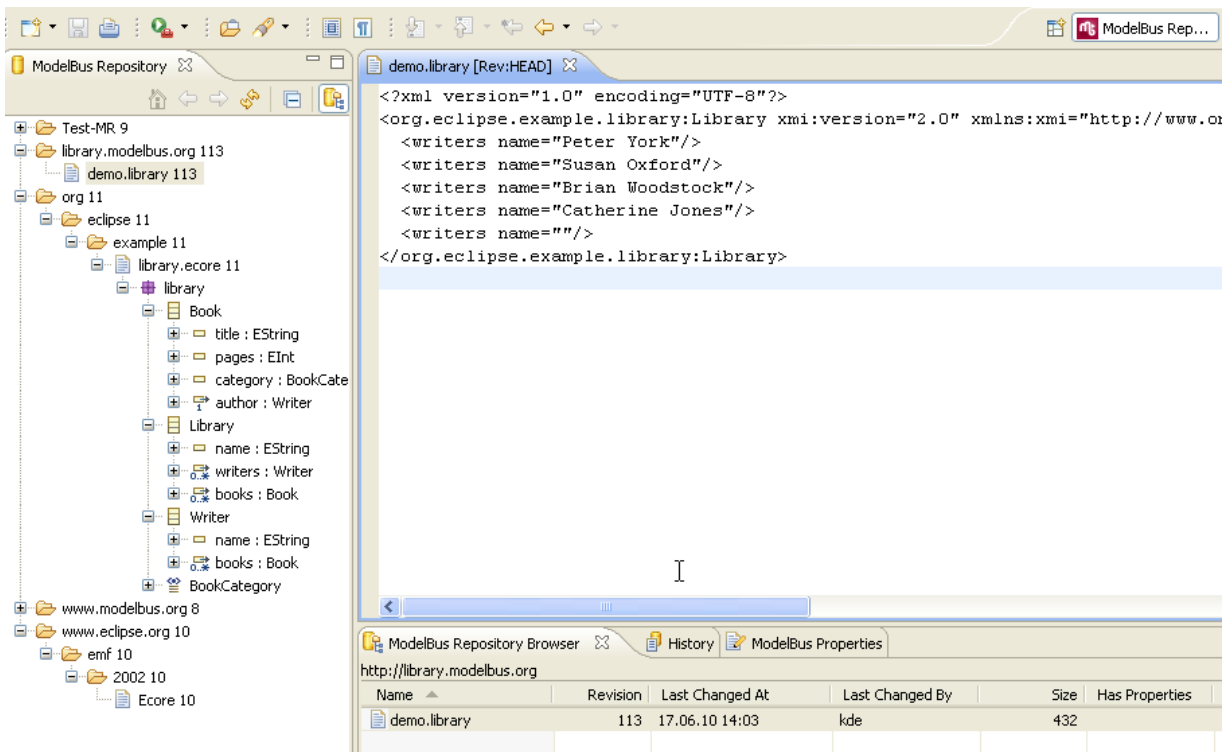 ModelBus Rep...
ModelBus Repository
Test-MR 9
library.modelbus.org 113
demo.library 113
org 11
eclipse 11
example 11
library.ecore 11
library
Book
title : EString
pages : EInt
category : BookCate
author : Writer
Library
name : EString
writers : Writer
books : Book
Writer
name : EString
books : Book
BookCategory
www.modelbus.org 8
www.eclipse.org 10
emf 10
2002 10
Ecore 10
demo.library [Rev:HEAD]
<?xml version="1.0" encoding="UTF-8"?>
<org.eclipse.example.library:Library xmi:version="2.0" xmlns:xmi="http://www.or
<writers name="Peter York"/>
<writers name="Susan Oxford"/>
<writers name="Brian Woodstock"/>
<writers name="Catherine Jones"/>
<writers name=""/>
</org.eclipse.example.library:Library>
ModelBus Repository Browser History ModelBus Properties
http://library.modelbus.org
Name Revision Last Changed At Last Changed By Size Has Properties
demo.library 113 17.06.10 14:03 kde 432